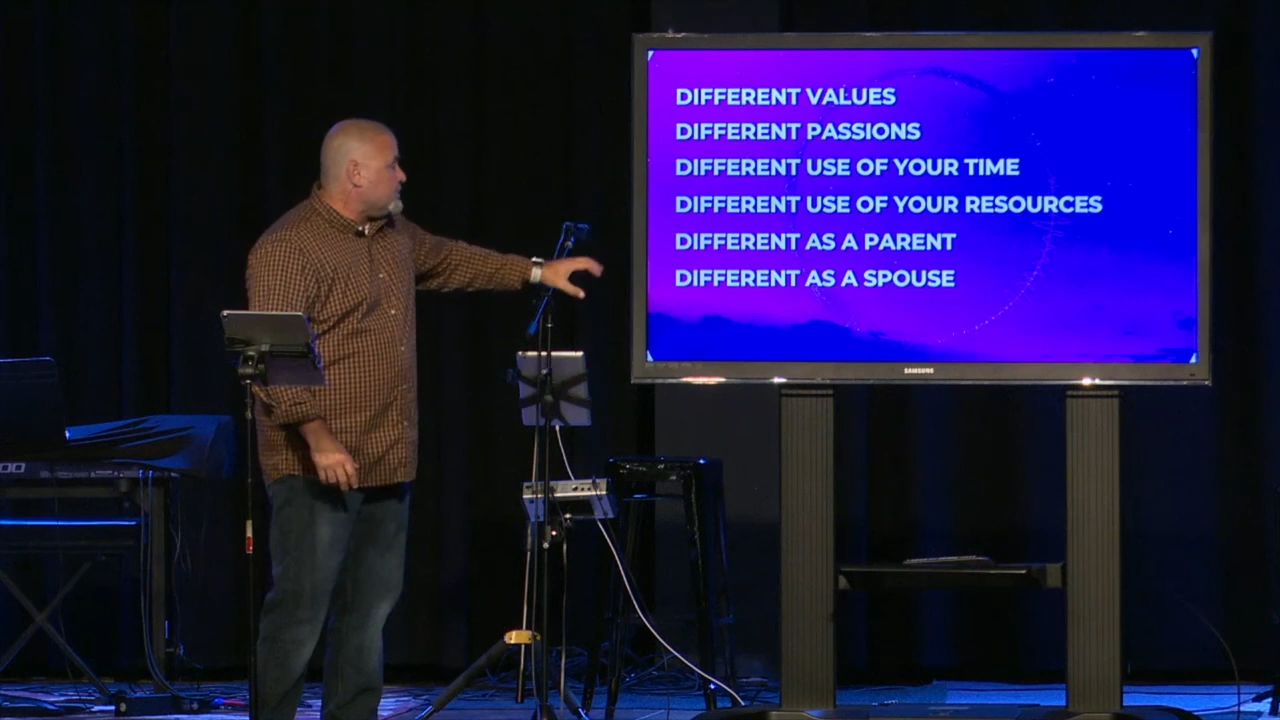 DIFFERENT VALUES
DIFFERENT PASSIONS
DIFFERENT USE OF YOUR TIME
DIFFERENT USE OF YOUR RESOURCES
DIFFERENT AS A PARENT
DIFFERENT AS A SPOUSE
SAMSUNG